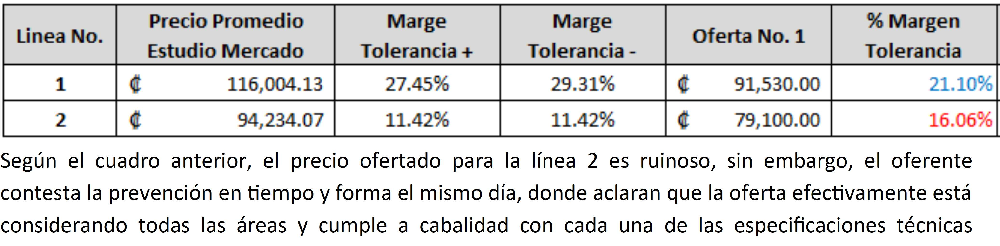 Linea No. Precio Promedio Estudio Mercado Marge Tolerancia + Marge Tolerancia - Oferta No. 1 % Margen Tolerancia
1 ₡ 116,004.13 27.45% 29.31% ₡ 91,530.00 21.10%
2 ₡ 94,234.07 11.42% 11.42% ₡ 79,100.00 16.06%
Según el cuadro anterior, el precio ofertado para la línea 2 es ruinoso, sin embargo, el oferente
contesta la prevención en tiempo y forma el mismo día, donde aclaran que la oferta efectivamente está
considerando todas las áreas y cumple a cabalidad con cada una de las especificaciones técnicas